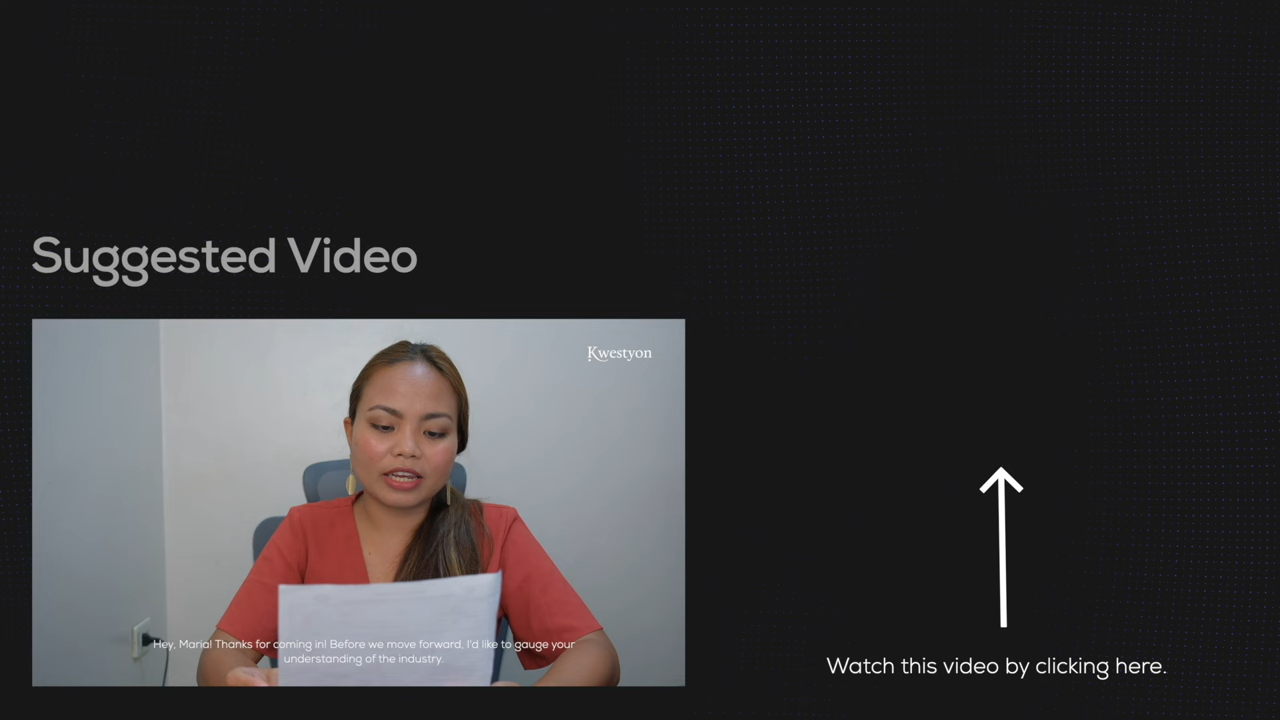 Suggested Video
Kwestyon
Hey, Maria! Thanks for coming in! Before we move forward, I'd like to gauge your
understanding of the industry.
Watch this video by clicking here.